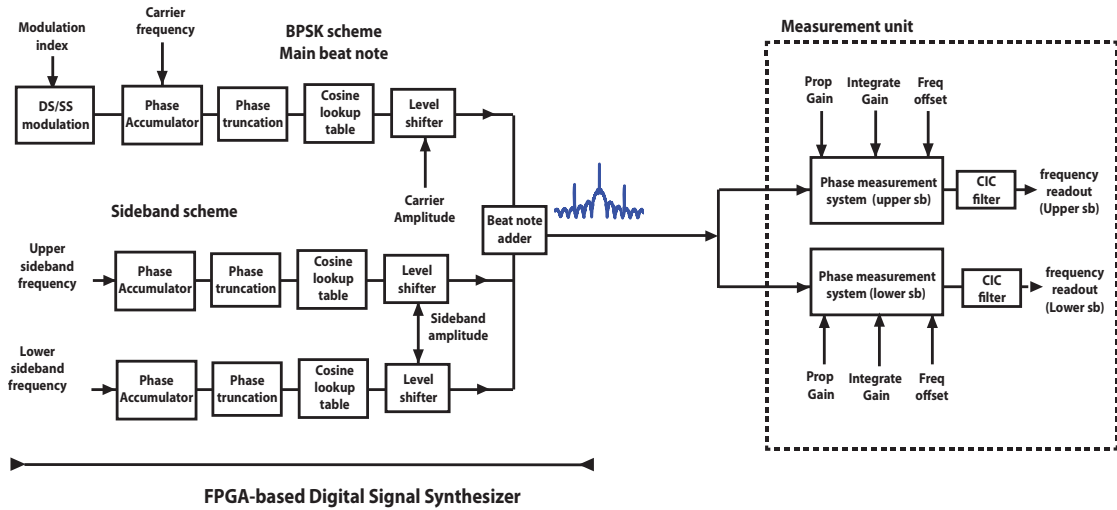 Modulation
index
Carrier
frequency
BPSK scheme
Main beat note
DS/SS
modulation
Phase
Accumulator
Phase
truncation
Cosine
lookup
table
Level
shifter
Carrier
Amplitude
Sideband scheme
Upper
sideband
frequency
Phase
Accumulator
Phase
truncation
Cosine
lookup
table
Level
shifter
Beat note
adder
Sideband
amplitude
Lower
sideband
frequency
Phase
Accumulator
Phase
truncation
Cosine
lookup
table
Level
shifter
FPGA-based Digital Signal Synthesizer
Measurement unit
Prop
Gain
Integrate
Gain
Freq
offset
Phase measurement
system (upper sb)
CIC
filter
frequency
readout
(Upper sb)
Phase measurement
system (lower sb)
CIC
filter
frequency
readout
(Lower sb)
Prop
Gain
Integrate
Gain
Freq
offset